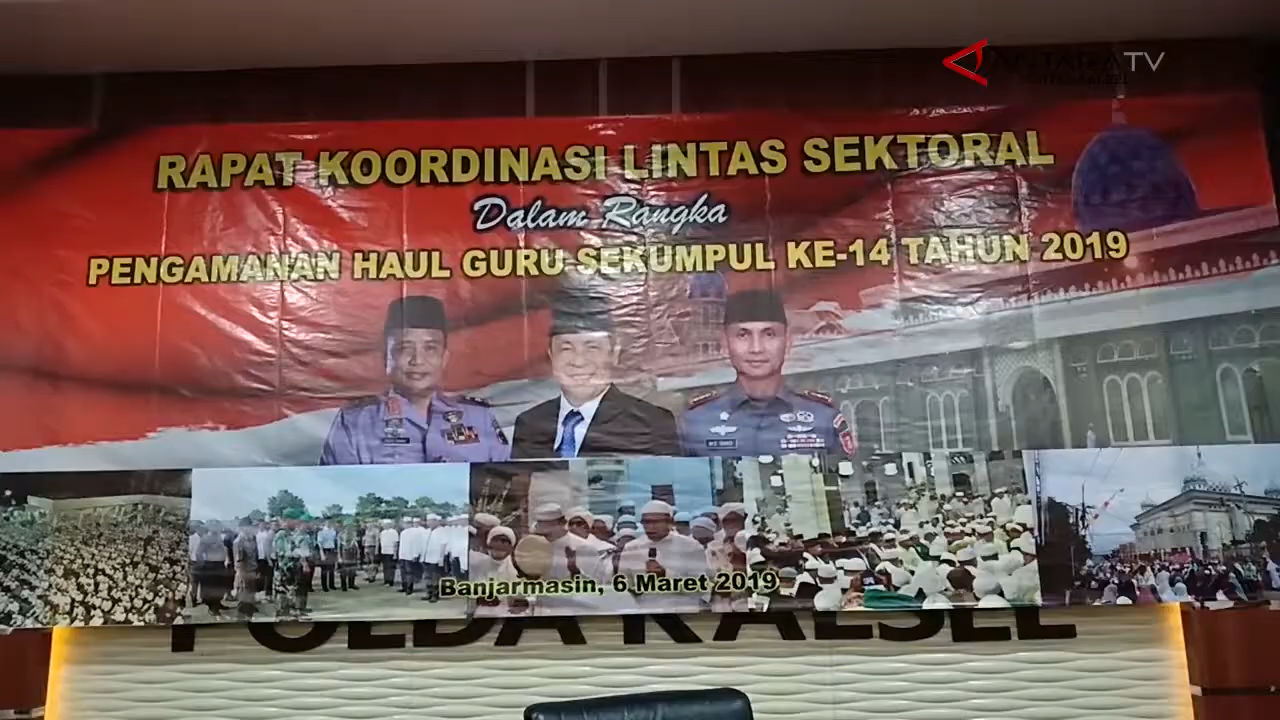 ANTARA TV
RAPAT KOORDINASI LINTAS SEKTORAL
Dalam Rangka
PENGAMANAN HAUL GURU SEKUMPUL KE-14 TAHUN 2019
Banjarmasin, 6 Maret 2019
POLDA KALSEL